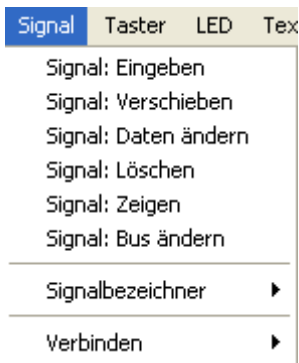 Signal Taster LED Tex
Signal: Eingeben
Signal: Verschieben
Signal: Daten ändern
Signal: Löschen
Signal: Zeigen
Signal: Bus ändern
Signalbezeichner
Verbinden